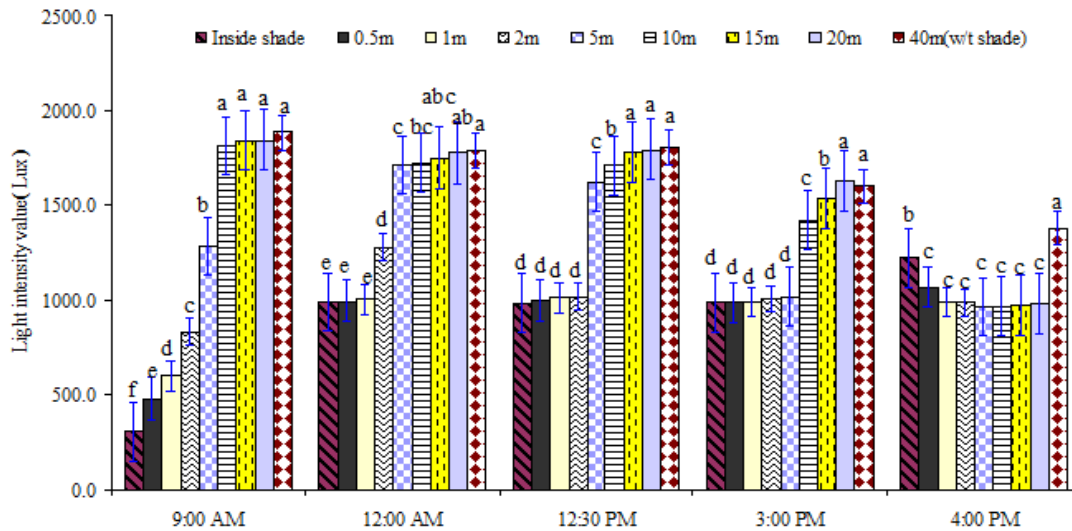 2500.0
Inside shade 0.5m 1m 2m 5m 10m 15m 20m 40m(w/t shade)
2000.0
1500.0
1000.0
500.0
0.0
Light intensity value( Lux)
f e d c b a a a a
e e e d c bc abc ab a
d d d d c b a a a
d d d d d c b a a
b c c c c c c c a
9:00 AM 12:00 AM 12:30 PM 3:00 PM 4:00 PM